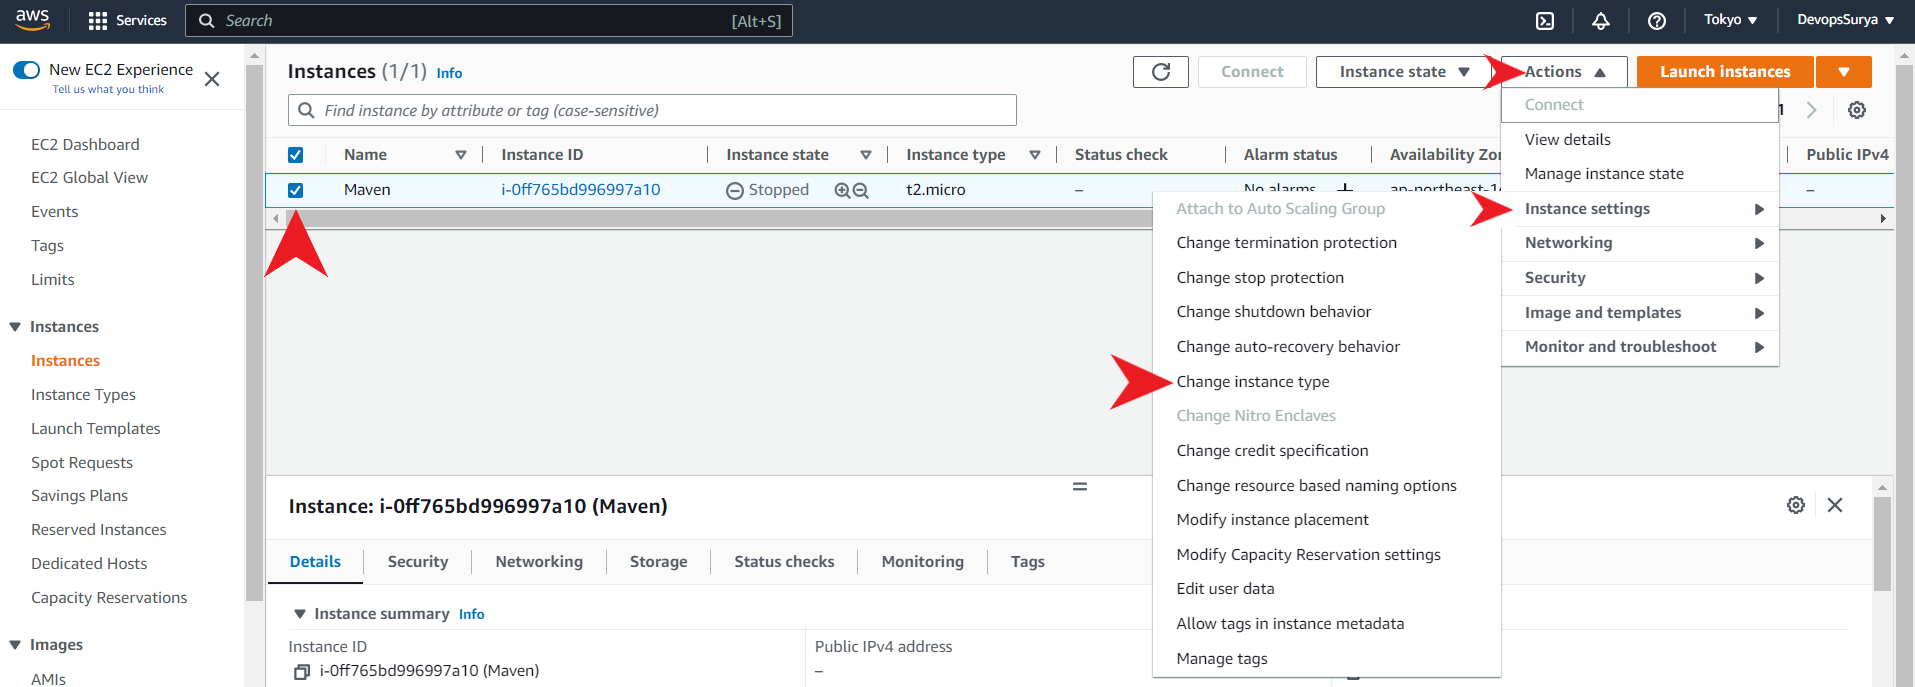 aws
Services
Search
[Alt+S]
Tokyo
DevopsSurya
New EC2 Experience
Tell us what you think
EC2 Dashboard
EC2 Global View
Events
Tags
Limits
Instances
Instances
Instance Types
Launch Templates
Spot Requests
Savings Plans
Reserved Instances
Dedicated Hosts
Capacity Reservations
Images
AMIs
Instances (1/1) Info
Connect
Instance state
Actions
Launch instances
Find instance by attribute or tag (case-sensitive)
1
Name
Instance ID
Instance state
Instance type
Status check
Alarm status
Availability Zon
Public IPv4
Maven
i-0ff765bd996997a10
Stopped
t2.micro
–
No alarms
ap-northeast-1
–
Connect
View details
Manage instance state
Instance settings
Networking
Security
Image and templates
Monitor and troubleshoot
Attach to Auto Scaling Group
Change termination protection
Change stop protection
Change shutdown behavior
Change auto-recovery behavior
Change instance type
Change Nitro Enclaves
Change credit specification
Change resource based naming options
Modify instance placement
Modify Capacity Reservation settings
Edit user data
Allow tags in instance metadata
Manage tags
Instance: i-0ff765bd996997a10 (Maven)
Details
Security
Networking
Storage
Status checks
Monitoring
Tags
Instance summary Info
Instance ID
i-0ff765bd996997a10 (Maven)
Public IPv4 address
–